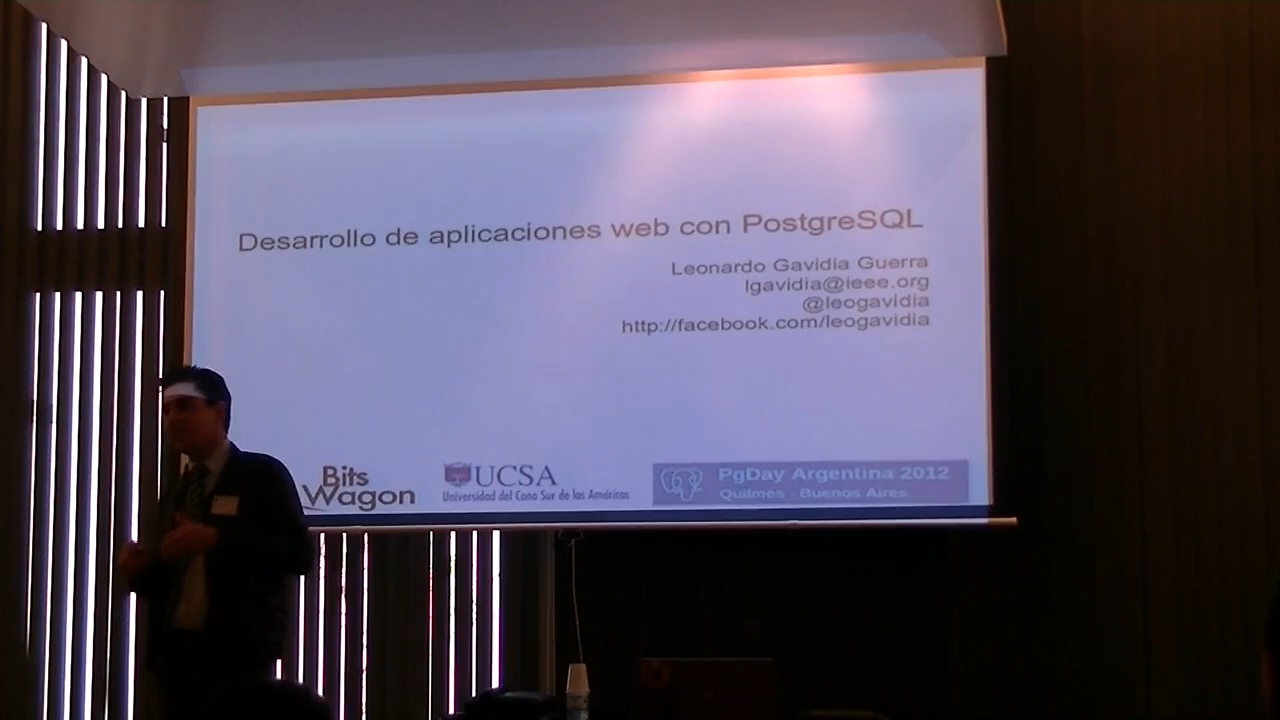 Desarrollo de aplicaciones web con PostgreSQL
Leonardo Gavidia Guerra
lgavidia@ieee.org
@leogavidia
http://facebook.com/leogavidia
Bits
Wagon
UCSA
Universidad del Cono Sur de las Américas
PgDay Argentina 2012
Quilmes - Buenos Aires